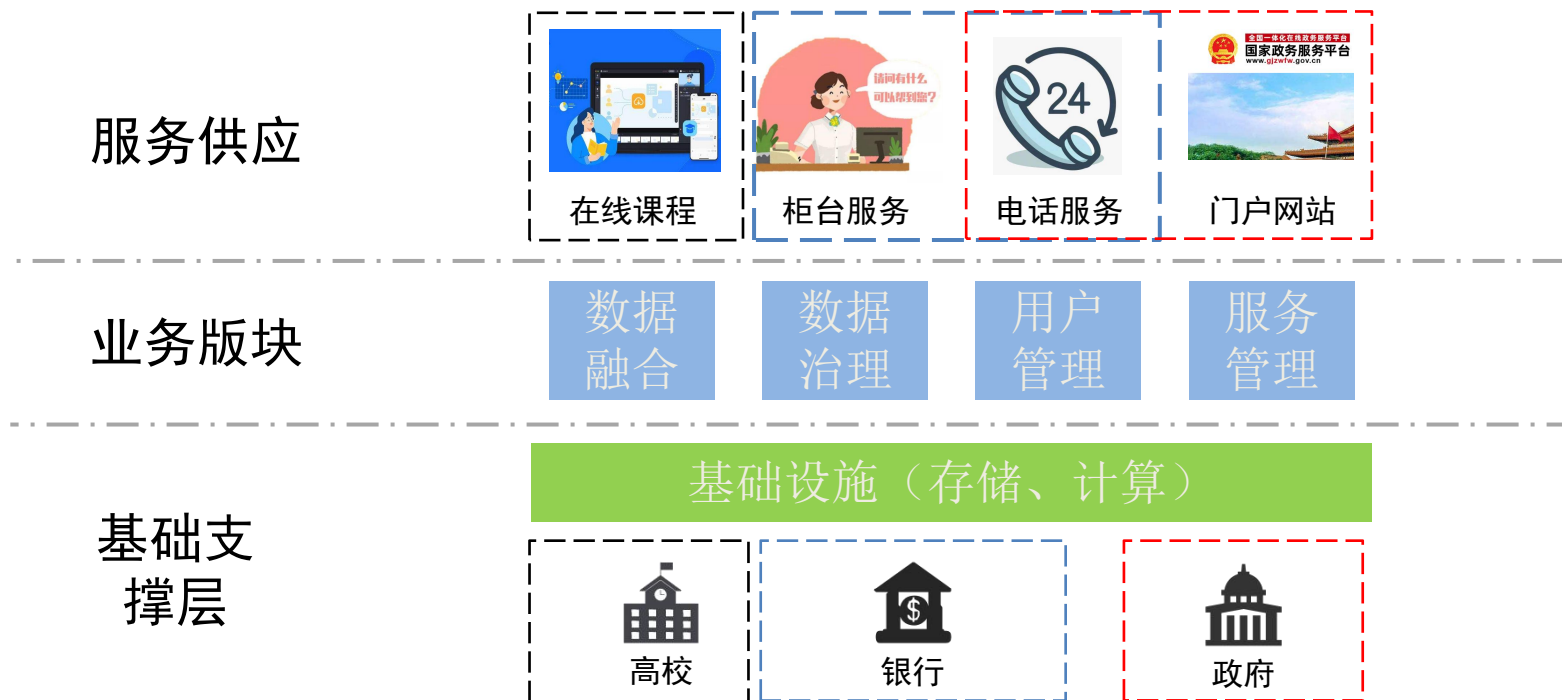 服务供应
请问有什么
可以帮到您?
24
全国一体化在线政务服务平台
国家政务服务平台
www.gjzwfw.gov.cn
在线课程
柜台服务
电话服务
门户网站
业务版块
数据
融合
数据
治理
用户
管理
服务
管理
基础支
撑层
基础设施（存储、计算）
$
高校
银行
政府